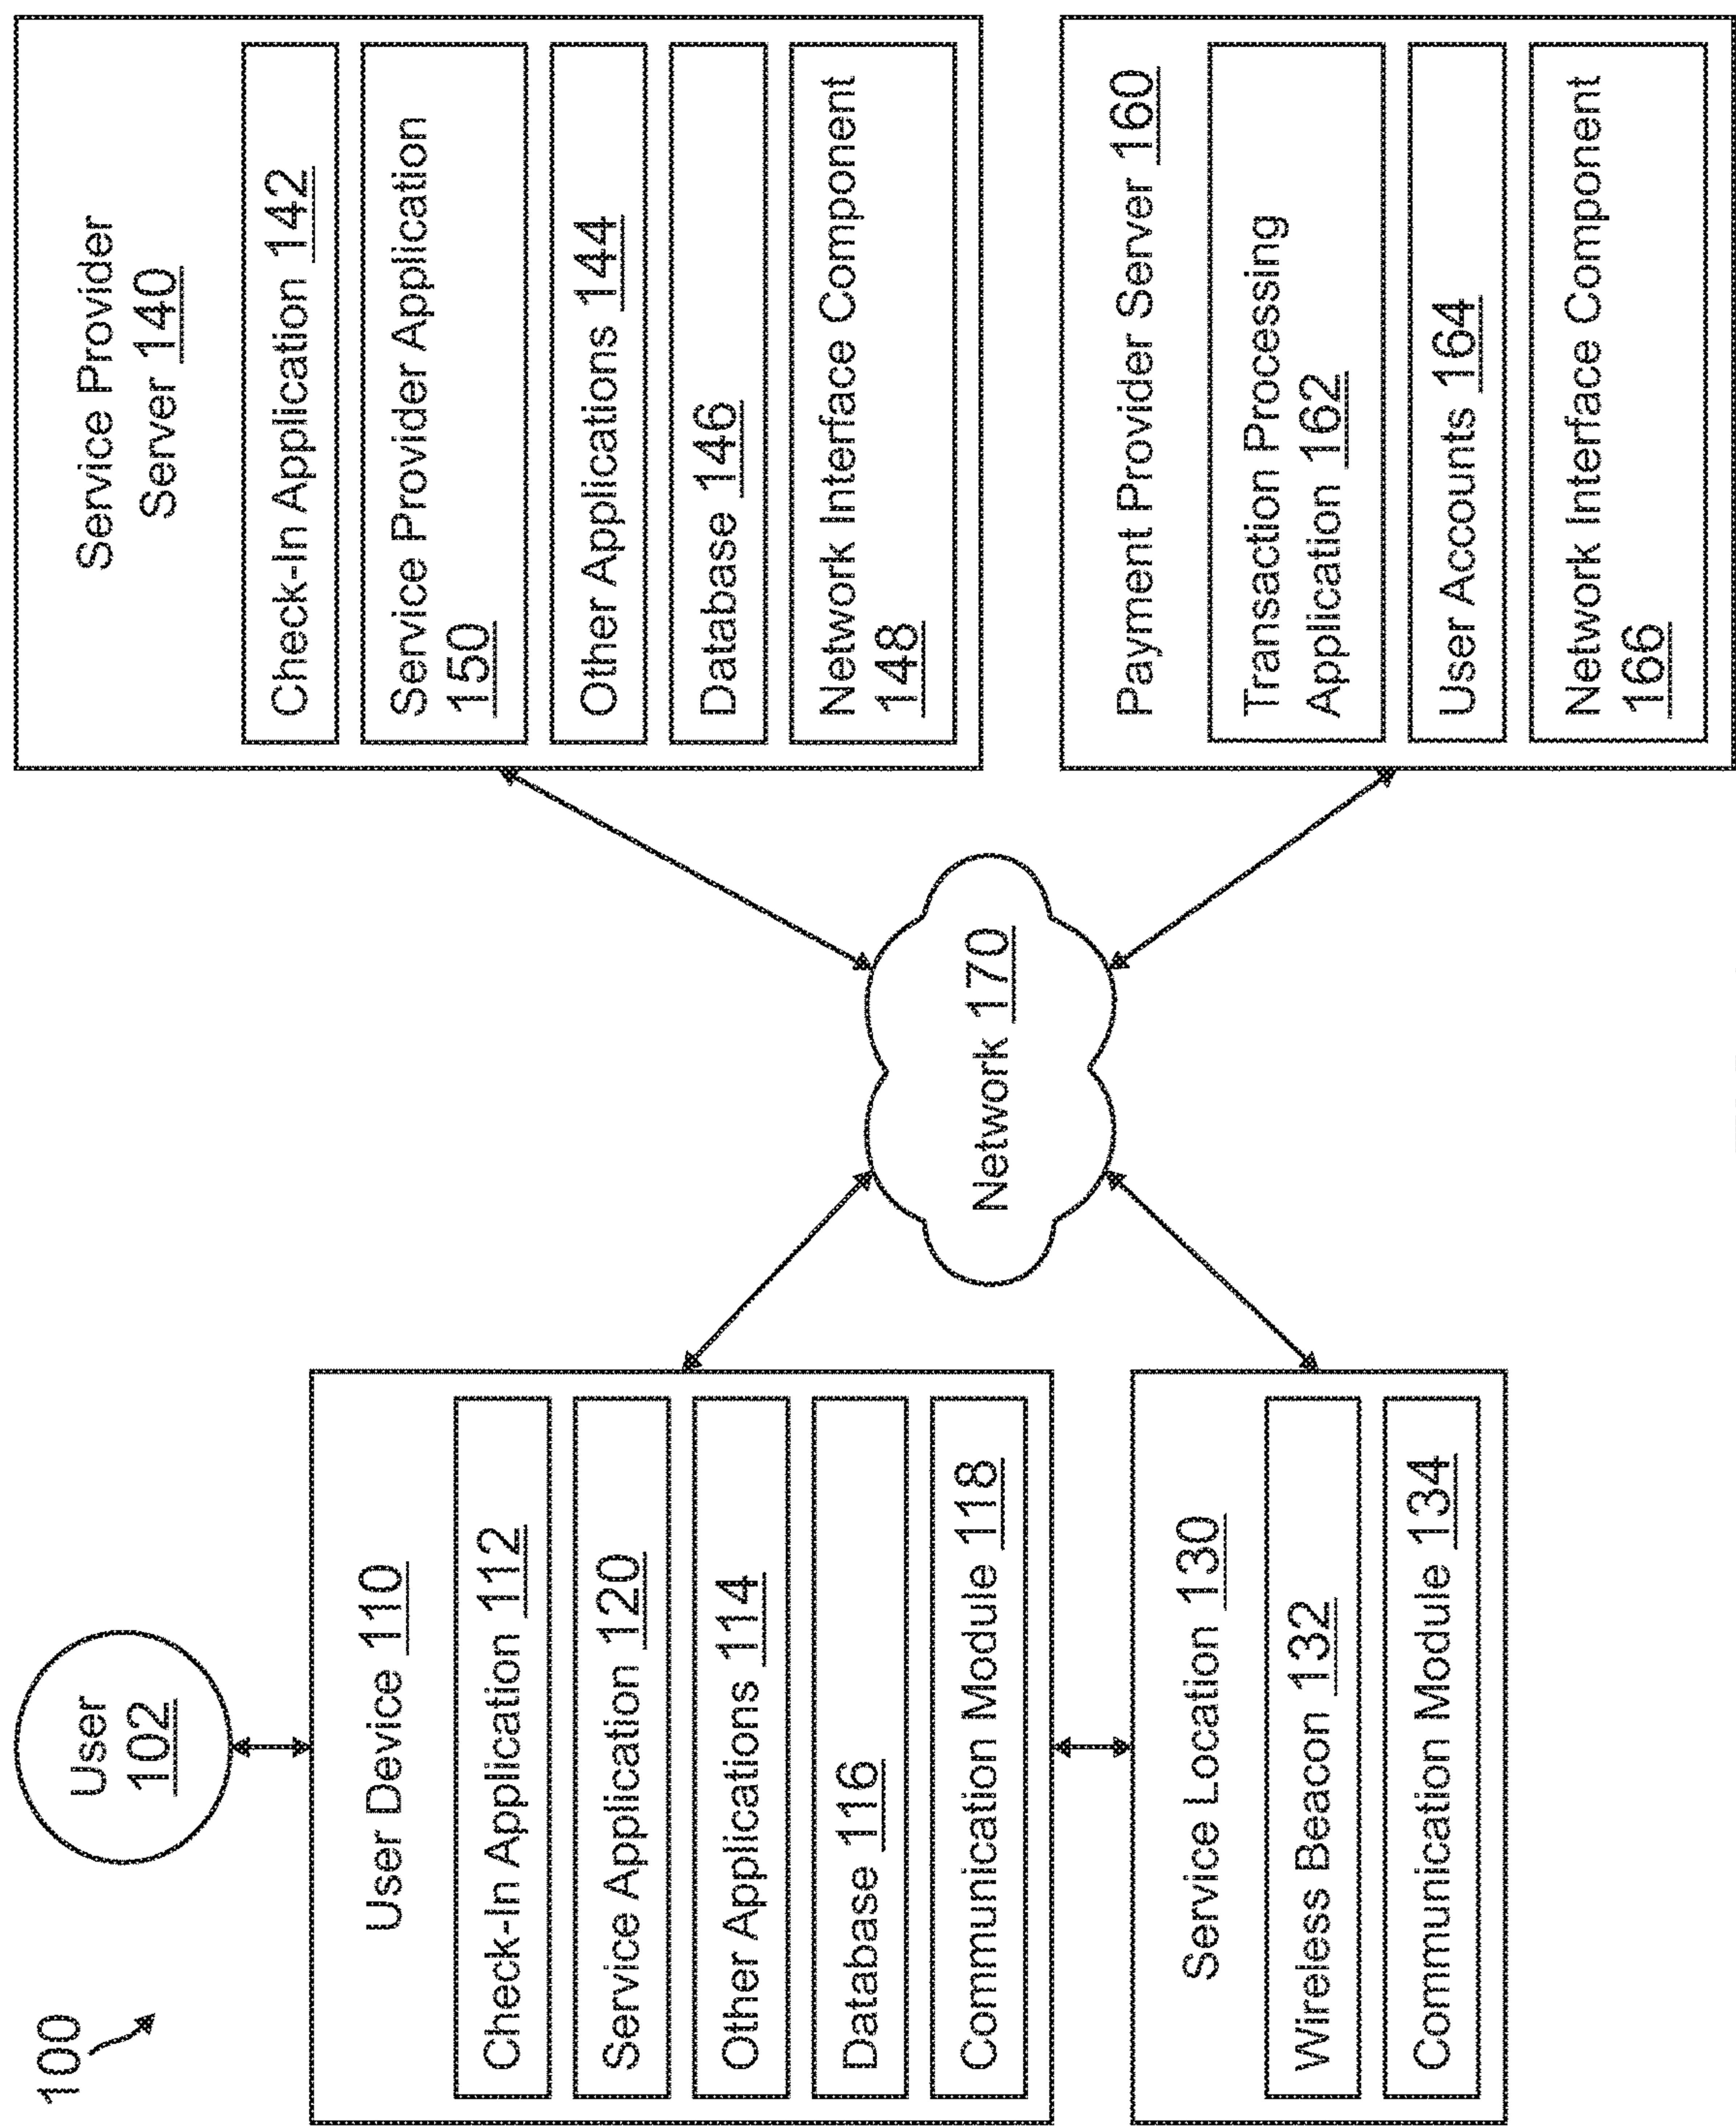 100
User
102
User Device 110
Check-In Application 112
Service Application 120
Other Applications 114
Database 116
Communication Module 118
Service Location 130
Wireless Beacon 132
Communication Module 134
Network 170
Service Provider
Server 140
Check-In Application 142
Service Provider Application
150
Other Applications 144
Database 146
Network Interface Component
148
Payment Provider Server 160
Transaction Processing
Application 162
User Accounts 164
Network Interface Component
166